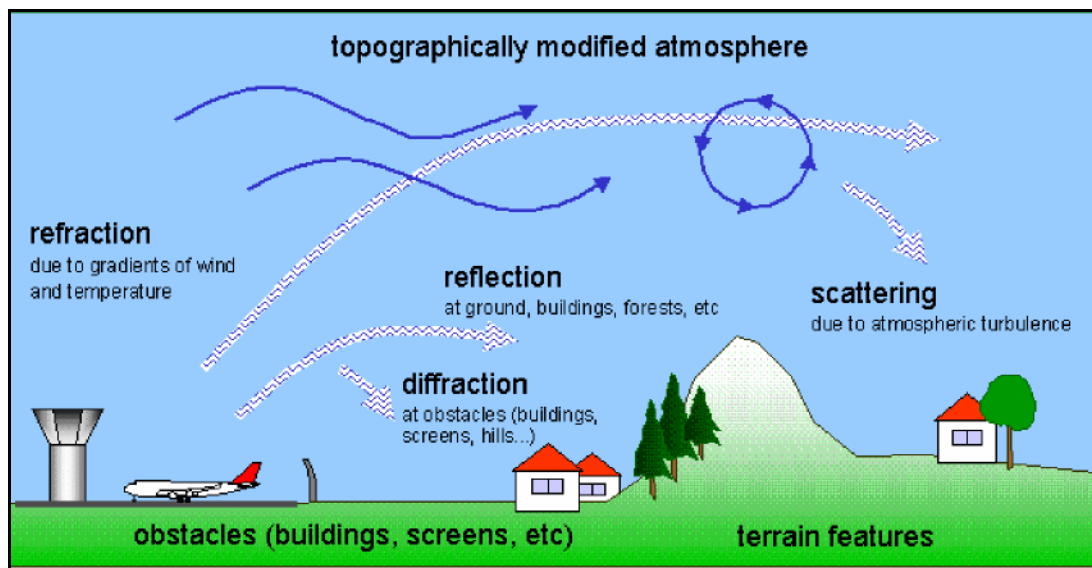 topographically modified atmosphere
refraction
due to gradients of wind
and temperature
reflection
at ground, buildings, forests, etc
scattering
due to atmospheric turbulence
diffraction
at obstacles (buildings,
screens, hills...)
obstacles (buildings, screens, etc)
terrain features